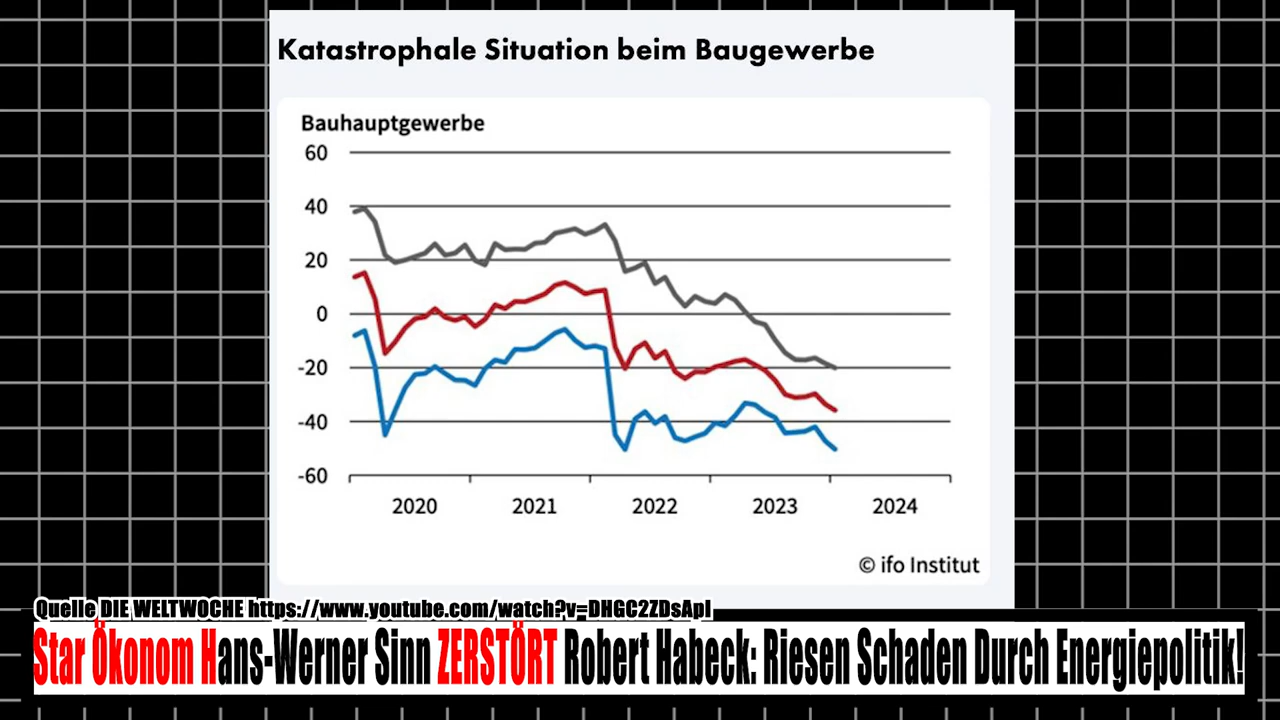 Katastrophale Situation beim Baugewerbe
Bauhauptgewerbe
60
40
20
0
-20
-40
-60
2020 2021 2022 2023 2024
© ifo Institut
Quelle DIE WELTWOCHE https://www.youtube.com/watch?v=DHGC2ZDsApI
Star Ökonom Hans-Werner Sinn ZERSTÖRT Robert Habeck: Riesen Schaden Durch Energiepolitik!